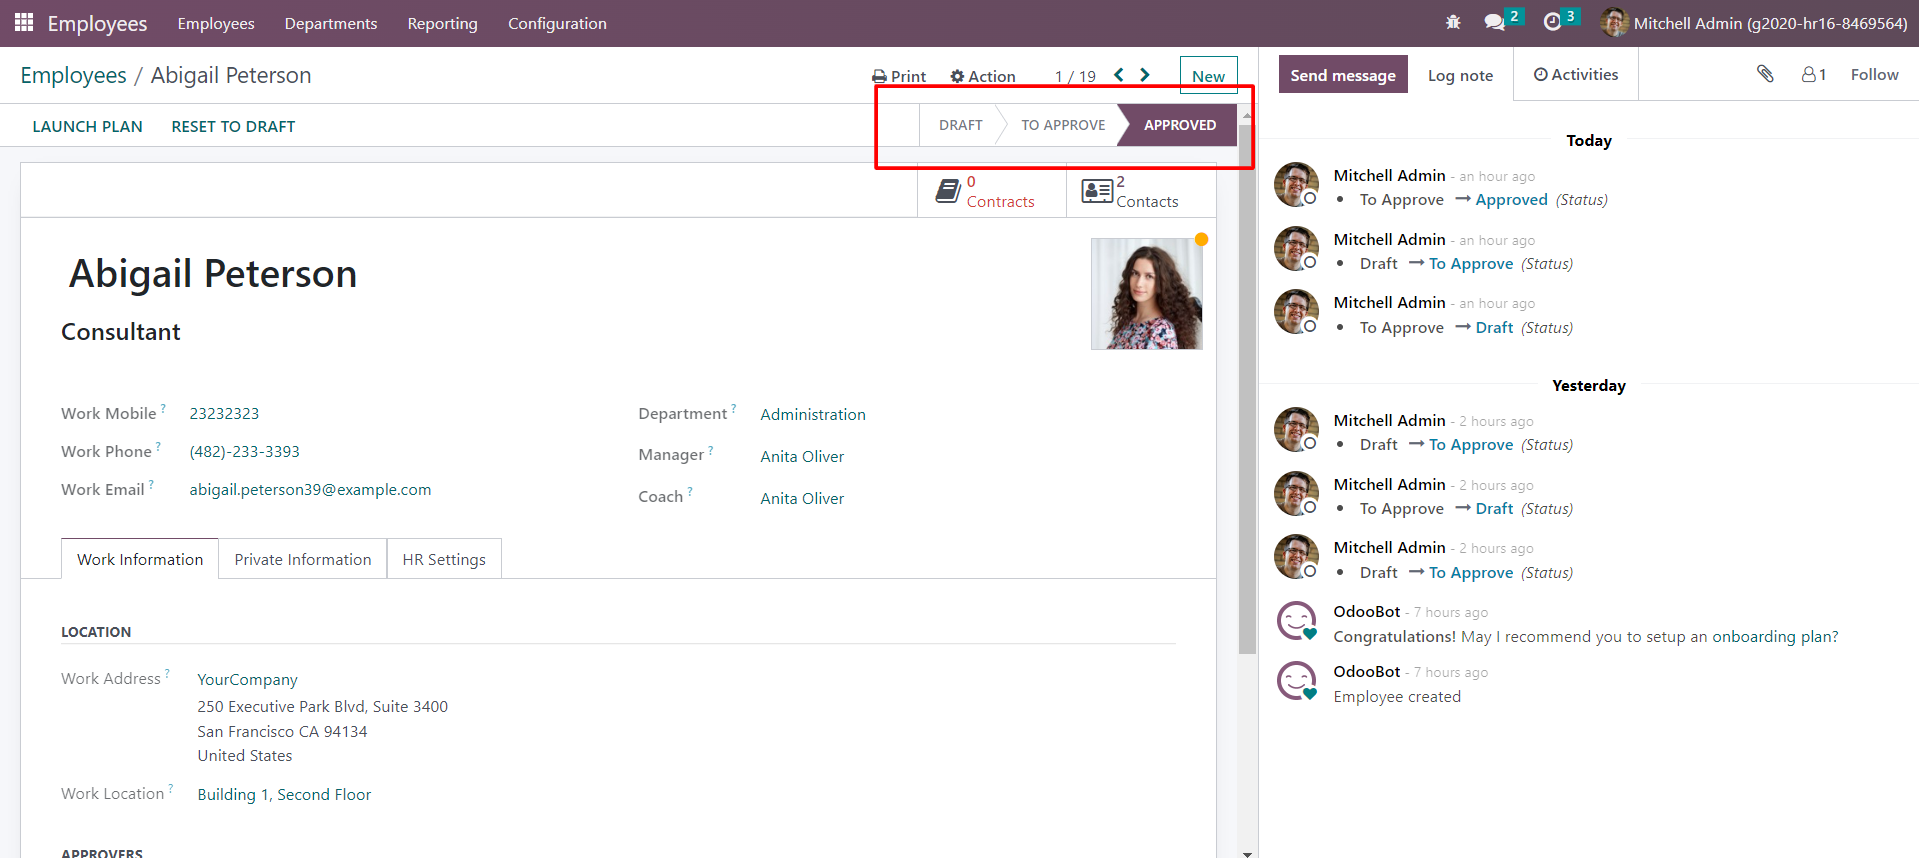 Employees Employees Departments Reporting Configuration 2 3 Mitchell Admin (g2020-hr16-8469564)
Employees / Abigail Peterson Print Action 1 / 19 New
LAUNCH PLAN RESET TO DRAFT DRAFT TO APPROVE APPROVED
0 Contracts
2 Contacts
Abigail Peterson
Consultant
Work Mobile ? 23232323
Work Phone ? (482)-233-3393
Work Email ? abigail.peterson39@example.com
Department ? Administration
Manager ? Anita Oliver
Coach ? Anita Oliver
Work Information Private Information HR Settings
LOCATION
Work Address ? YourCompany
250 Executive Park Blvd, Suite 3400
San Francisco CA 94134
United States
Work Location ? Building 1, Second Floor
APPROVERS
Send message Log note Activities 1 Follow
Today
Mitchell Admin - an hour ago
• To Approve → Approved (Status)
Mitchell Admin - an hour ago
• Draft → To Approve (Status)
Mitchell Admin - an hour ago
• To Approve → Draft (Status)
Yesterday
Mitchell Admin - 2 hours ago
• Draft → To Approve (Status)
Mitchell Admin - 2 hours ago
• To Approve → Draft (Status)
Mitchell Admin - 2 hours ago
• Draft → To Approve (Status)
OdooBot - 7 hours ago
Congratulations! May I recommend you to setup an onboarding plan?
OdooBot - 7 hours ago
Employee created